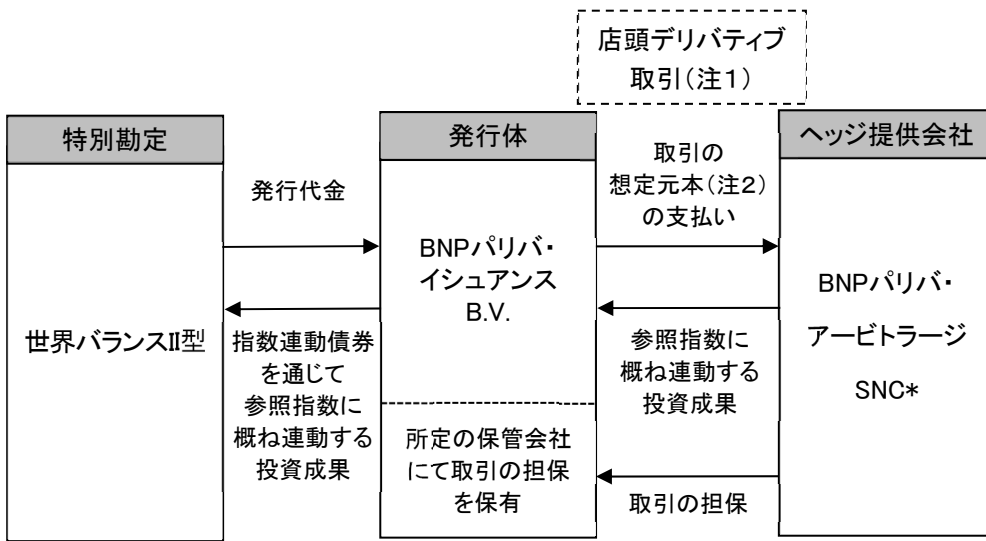 店頭デリバティブ
取引(注1)
特別勘定
発行体
ヘッジ提供会社
発行代金
取引の
想定元本(注2)
の支払い
世界バランスII型
BNPパリバ・
イシュアンス
B.V.
BNPパリバ・
アービトラージ
SNC*
指数連動債券
を通じて
参照指数に
概ね連動する
投資成果
参照指数に
概ね連動する
投資成果
所定の保管会社
にて取引の担保
を保有
取引の担保